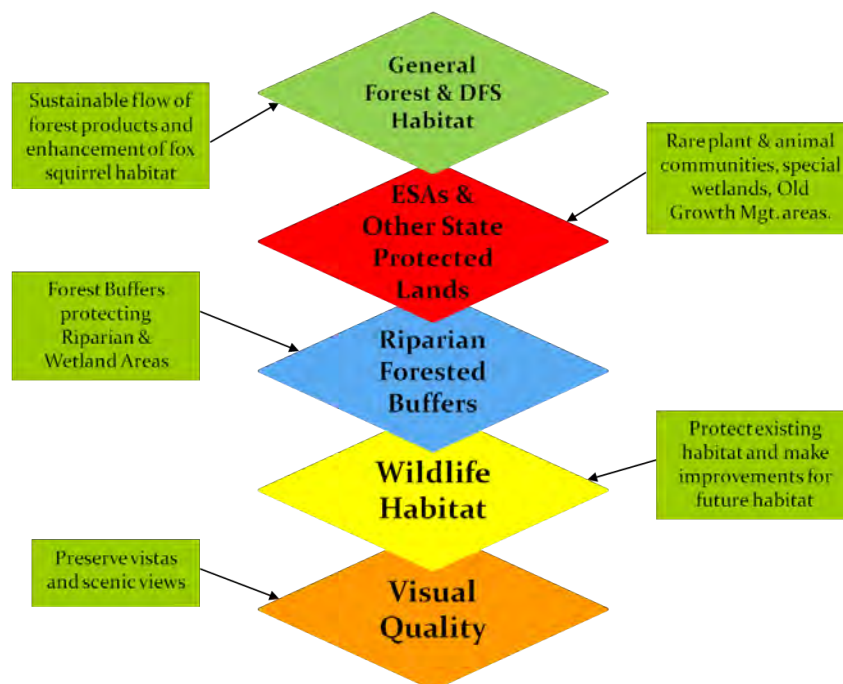 General
Forest & DFS
Habitat
Sustainable flow of
forest products and
enhancement of fox
squirrel habitat
Rare plant & animal
communities, special
wetlands, Old
Growth Mgt. areas.
ESAs &
Other State
Protected
Lands
Forest Buffers
protecting
Riparian &
Wetland Areas
Riparian
Forested
Buffers
Protect existing
habitat and make
improvements for
future habitat
Wildlife
Habitat
Preserve vistas
and scenic views
Visual
Quality